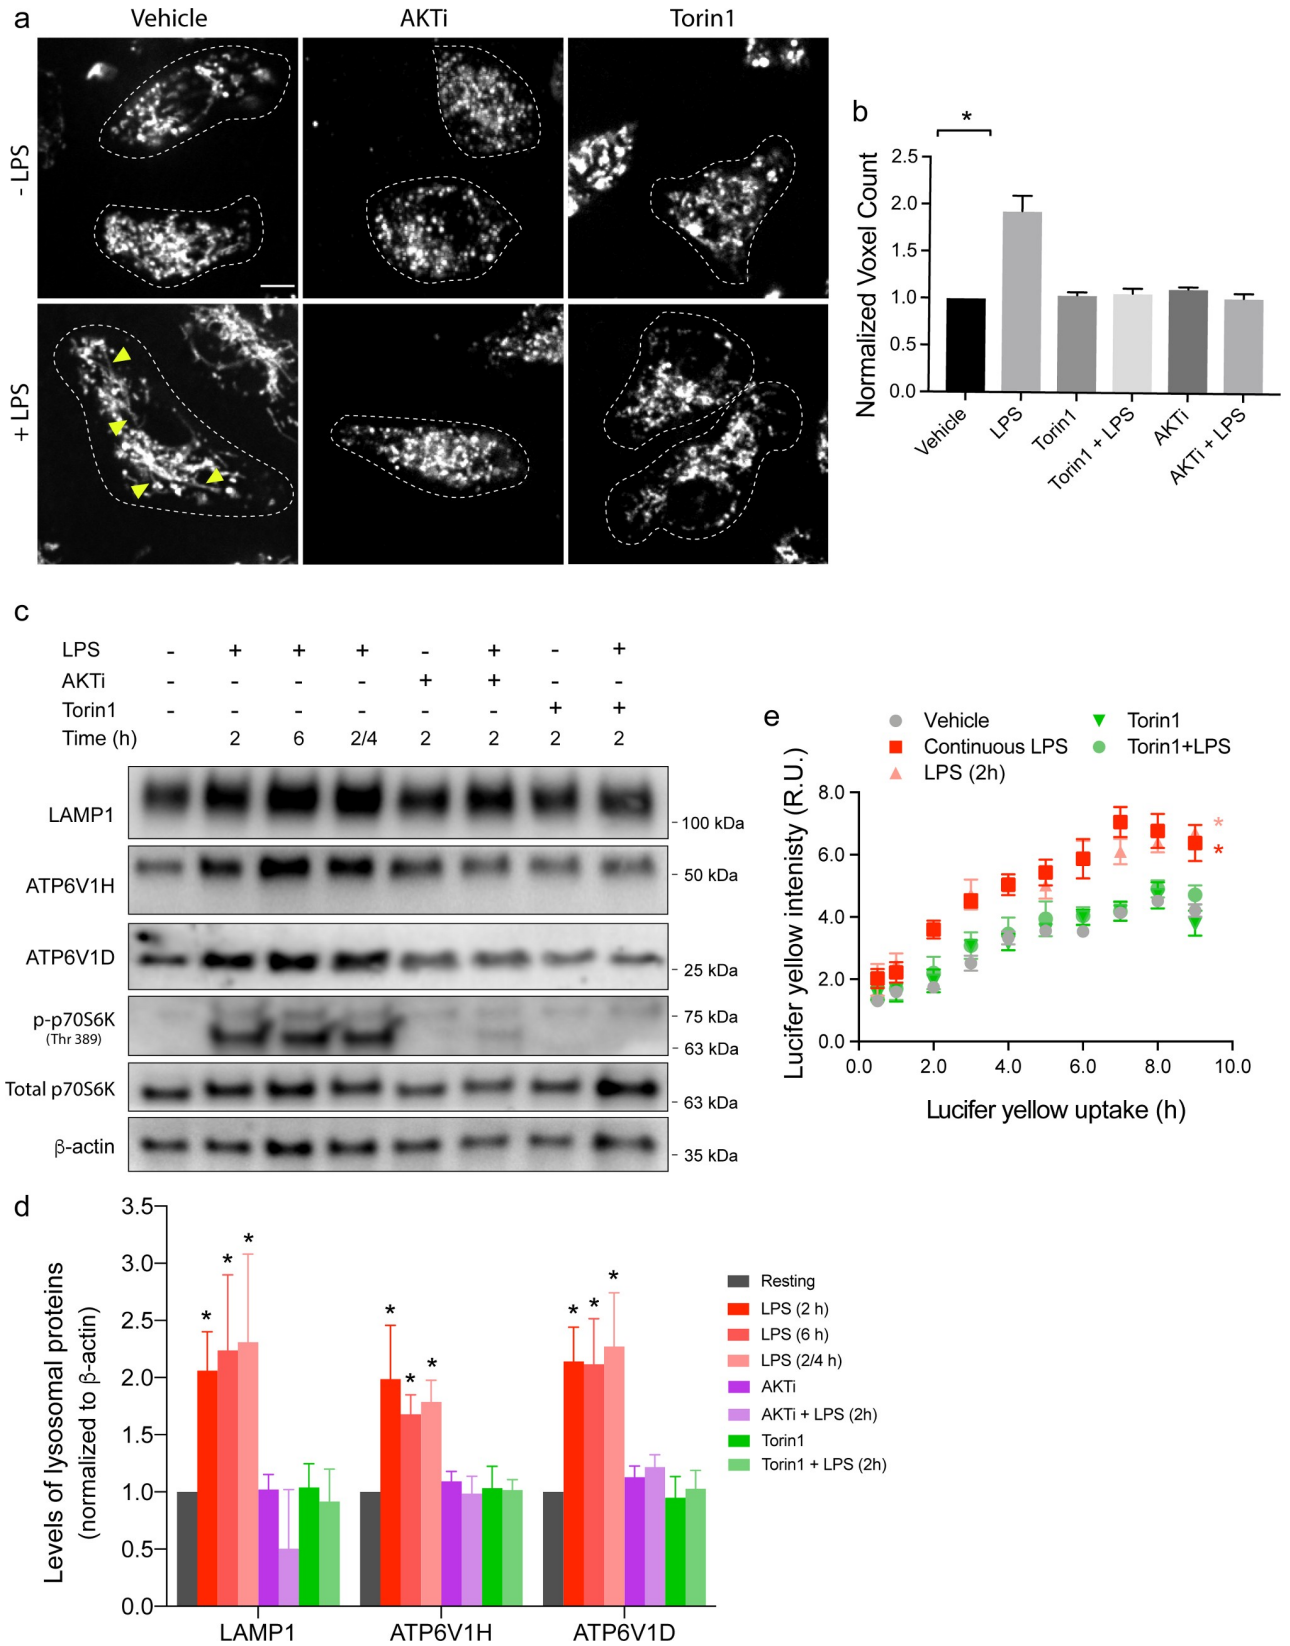 a
Vehicle AKTi Torin1
- LPS
+ LPS
b
*
Normalized Voxel Count
2.5
2.0
1.5
1.0
0.5
0.0
Vehicle LPS Torin1 Torin1 + LPS AKTi AKTi + LPS
c
LPS - + + + - + - +
AKTi - - - - + + - -
Torin1 - - - - - - + +
Time (h) 2 6 2/4 2 2 2 2
LAMP1
- 100 kDa
ATP6V1H
- 50 kDa
ATP6V1D
- 25 kDa
p-p70S6K
(Thr 389)
- 75 kDa
- 63 kDa
Total p70S6K
- 63 kDa
β-actin
- 35 kDa
e
Vehicle
Continuous LPS
LPS (2h)
Torin1
Torin1+LPS
Lucifer yellow intenisty (R.U.)
8.0
6.0
4.0
2.0
0.0
*
*
0.0 2.0 4.0 6.0 8.0 10.0
Lucifer yellow uptake (h)
d
Levels of lysosomal proteins
(normalized to β-actin)
3.5
3.0
2.5
2.0
1.5
1.0
0.5
0.0
* * * * * * * * *
LAMP1 ATP6V1H ATP6V1D
Resting
LPS (2 h)
LPS (6 h)
LPS (2/4 h)
AKTi
AKTi + LPS (2h)
Torin1
Torin1 + LPS (2h)